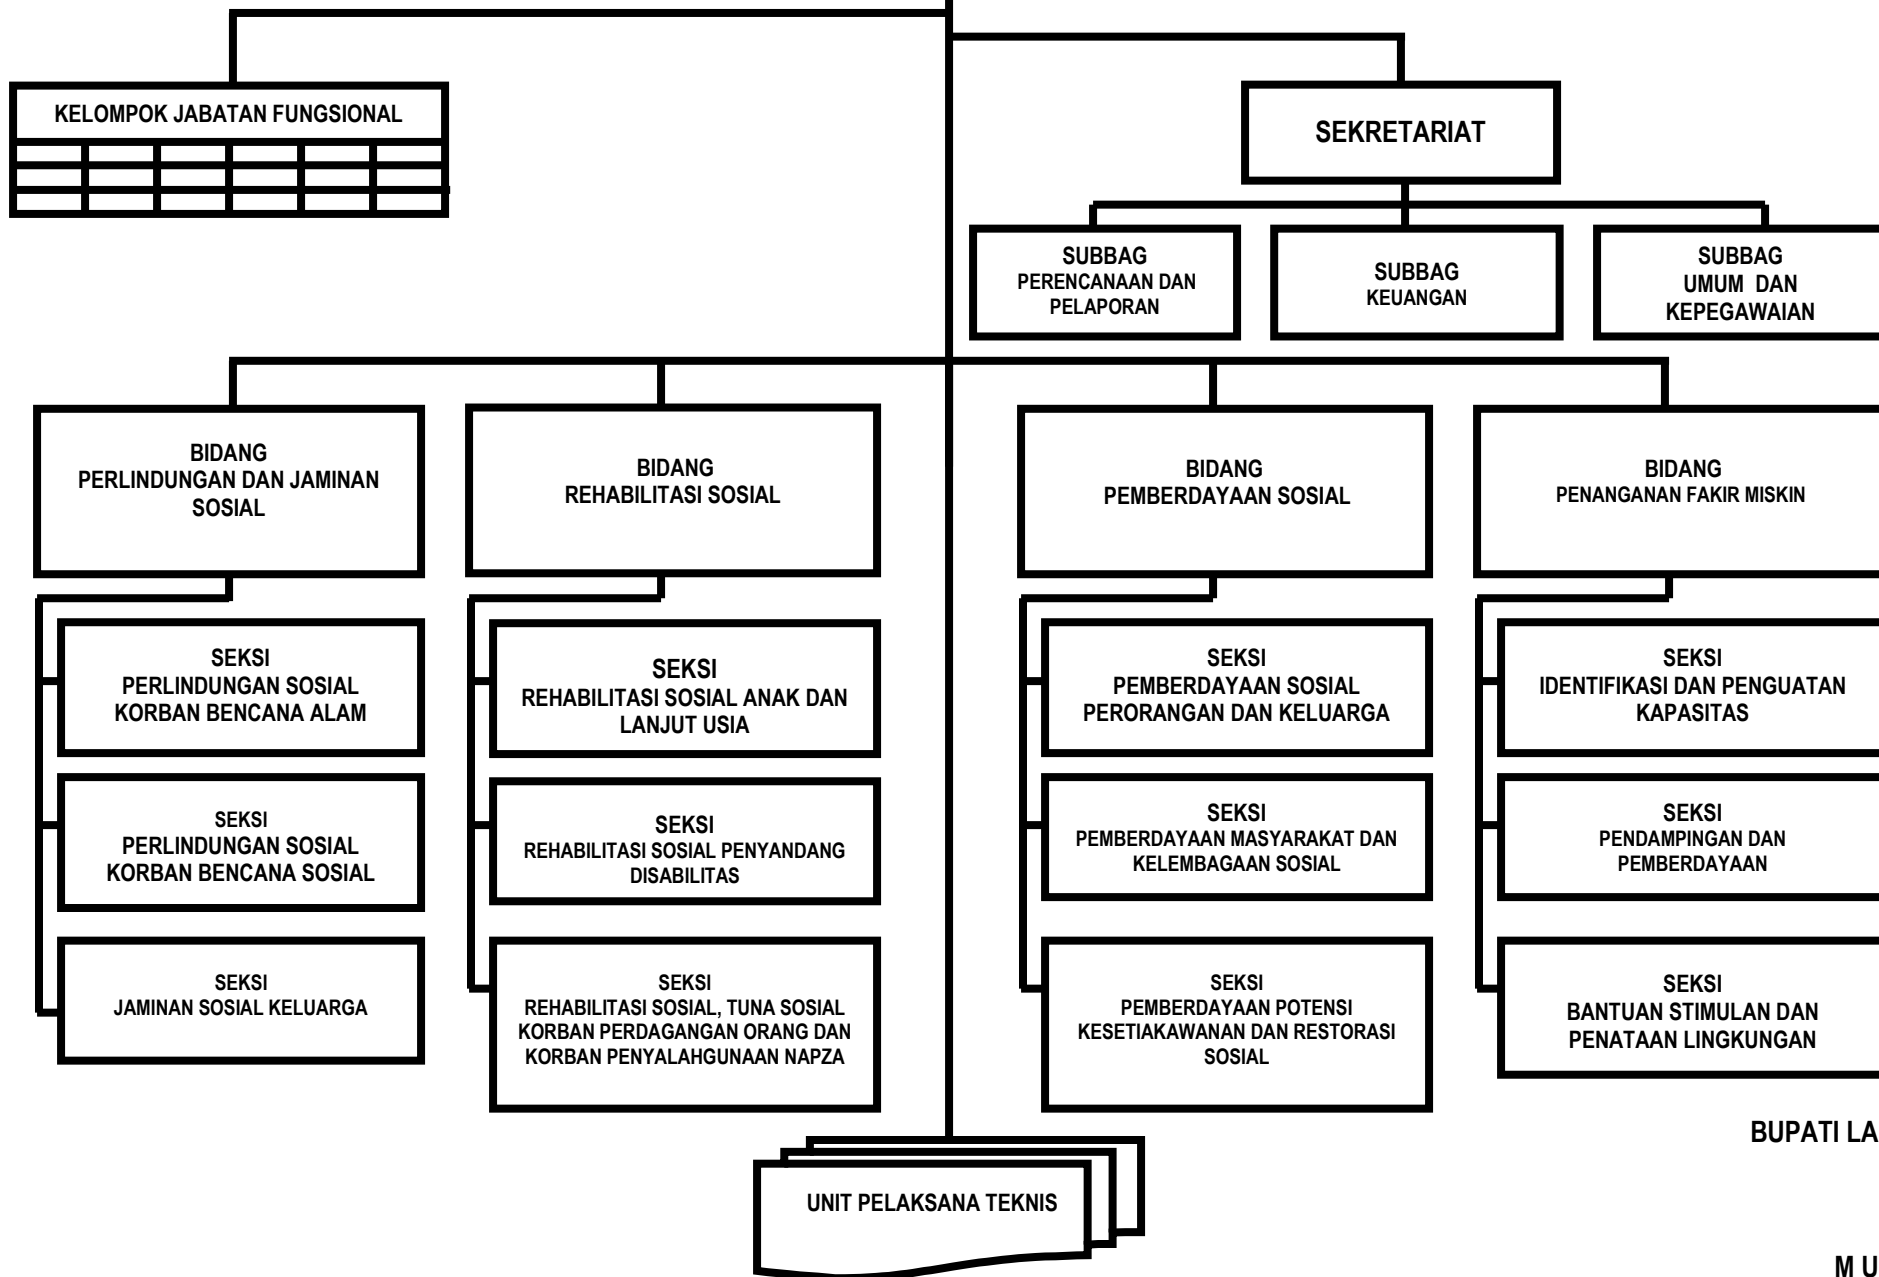 KELOMPOK JABATAN FUNGSIONAL
SEKRETARIAT
SUBBAG
PERENCANAAN DAN
PELAPORAN
SUBBAG
KEUANGAN
SUBBAG
UMUM DAN
KEPEGAWAIAN
BIDANG
PERLINDUNGAN DAN JAMINAN
SOSIAL
BIDANG
REHABILITASI SOSIAL
BIDANG
PEMBERDAYAAN SOSIAL
BIDANG
PENANGANAN FAKIR MISKIN
SEKSI
PERLINDUNGAN SOSIAL
KORBAN BENCANA ALAM
SEKSI
REHABILITASI SOSIAL ANAK DAN
LANJUT USIA
SEKSI
PEMBERDAYAAN SOSIAL
PERORANGAN DAN KELUARGA
SEKSI
IDENTIFIKASI DAN PENGUATAN
KAPASITAS
SEKSI
PERLINDUNGAN SOSIAL
KORBAN BENCANA SOSIAL
SEKSI
REHABILITASI SOSIAL PENYANDANG
DISABILITAS
SEKSI
PEMBERDAYAAN MASYARAKAT DAN
KELEMBAGAAN SOSIAL
SEKSI
PENDAMPINGAN DAN
PEMBERDAYAAN
SEKSI
JAMINAN SOSIAL KELUARGA
SEKSI
REHABILITASI SOSIAL, TUNA SOSIAL
KORBAN PERDAGANGAN ORANG DAN
KORBAN PENYALAHGUNAAN NAPZA
SEKSI
PEMBERDAYAAN POTENSI
KESETIAKAWANAN DAN RESTORASI
SOSIAL
SEKSI
BANTUAN STIMULAN DAN
PENATAAN LINGKUNGAN
BUPATI LA
UNIT PELAKSANA TEKNIS
M U